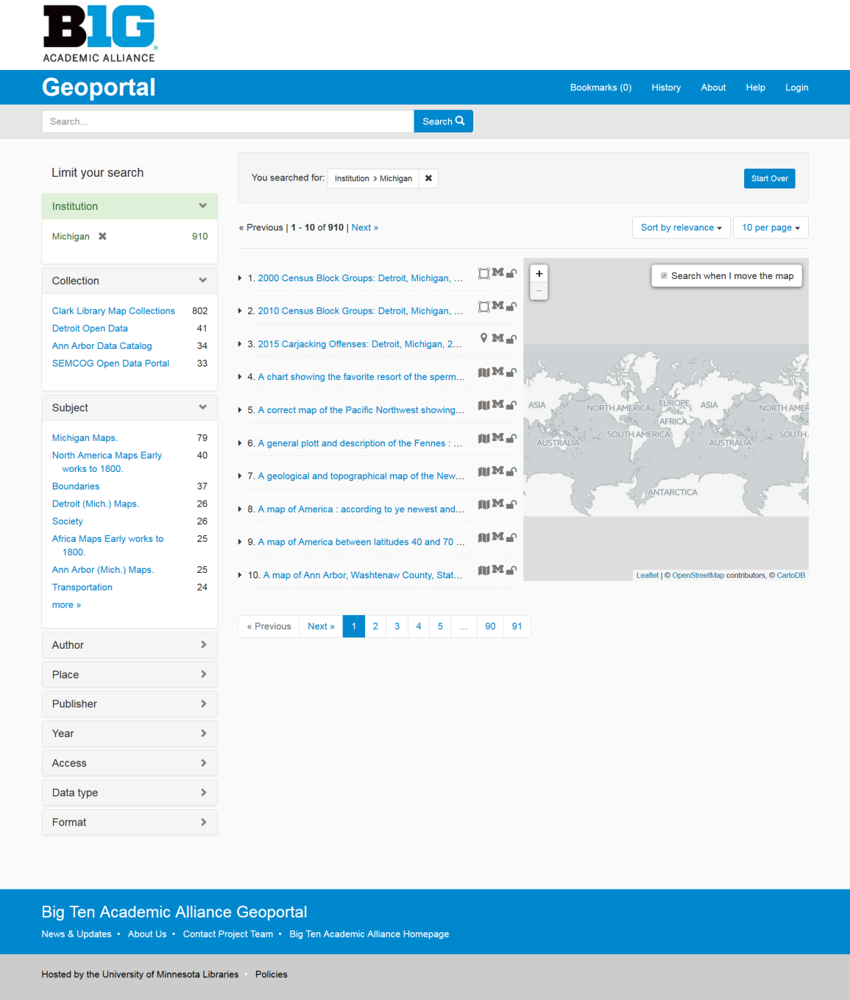 B1G
ACADEMIC ALLIANCE
Geoportal
Bookmarks (0) History About Help Login
Search...
Search
Limit your search
Institution
Michigan ✖ 910
Collection
Clark Library Map Collections 802
Detroit Open Data 41
Ann Arbor Data Catalog 34
SEMCOG Open Data Portal 33
Subject
Michigan Maps. 79
North America Maps Early 40
works to 1800.
Boundaries 37
Detroit (Mich.) Maps. 26
Society 26
Africa Maps Early works to 25
1800.
Ann Arbor (Mich.) Maps. 25
Transportation 24
more »
Author
Place
Publisher
Year
Access
Data type
Format
You searched for: Institution > Michigan ✖
Start Over
« Previous | 1 - 10 of 910 | Next »
Sort by relevance
10 per page
1. 2000 Census Block Groups: Detroit, Michigan, ...
2. 2010 Census Block Groups: Detroit, Michigan, ...
3. 2015 Carjacking Offenses: Detroit, Michigan, 2...
4. A chart showing the favorite resort of the sperm...
5. A correct map of the Pacific Northwest showing...
6. A general plott and description of the Fennes : ...
7. A geological and topographical map of the New...
8. A map of America : according to ye newest and...
9. A map of America between latitudes 40 and 70 ...
10. A map of Ann Arbor, Washtenaw County, Stat...
+
−
Search when I move the map
ASIA NORTH AMERICA EUROPE ASIA NORTH AMER
AFRICA
AUSTRALIA SOUTH AMERICA AUSTRALIA SOUTH
ANTARCTICA
Leaflet | © OpenStreetMap contributors, © CartoDB
« Previous Next » 1 2 3 4 5 ... 90 91
Big Ten Academic Alliance Geoportal
News & Updates • About Us • Contact Project Team • Big Ten Academic Alliance Homepage
Hosted by the University of Minnesota Libraries • Policies